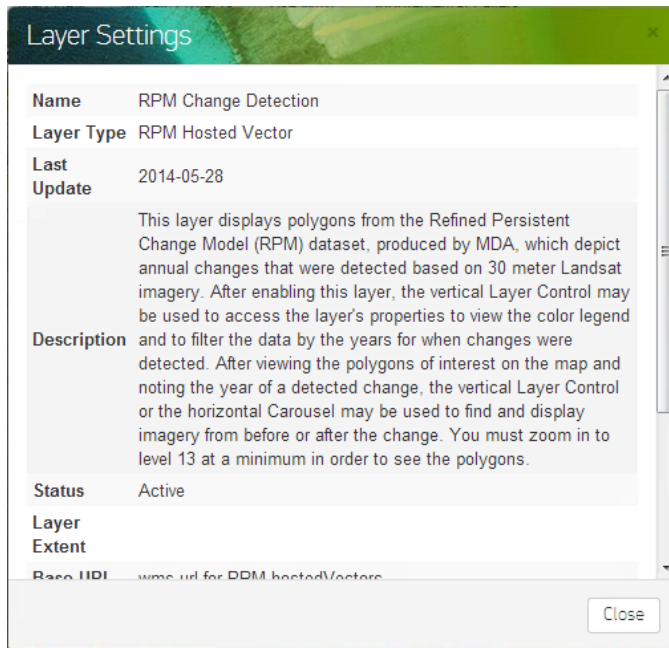 Layer Settings
×
Name RPM Change Detection
Layer Type RPM Hosted Vector
Last
Update
2014-05-28
This layer displays polygons from the Refined Persistent
Change Model (RPM) dataset, produced by MDA, which depict
annual changes that were detected based on 30 meter Landsat
imagery. After enabling this layer, the vertical Layer Control may
be used to access the layer's properties to view the color legend
Description and to filter the data by the years for when changes were
detected. After viewing the polygons of interest on the map and
noting the year of a detected change, the vertical Layer Control
or the horizontal Carousel may be used to find and display
imagery from before or after the change. You must zoom in to
level 13 at a minimum in order to see the polygons.
Status Active
Layer
Extent
Base URL wms url for RPM hostedVectors
Close